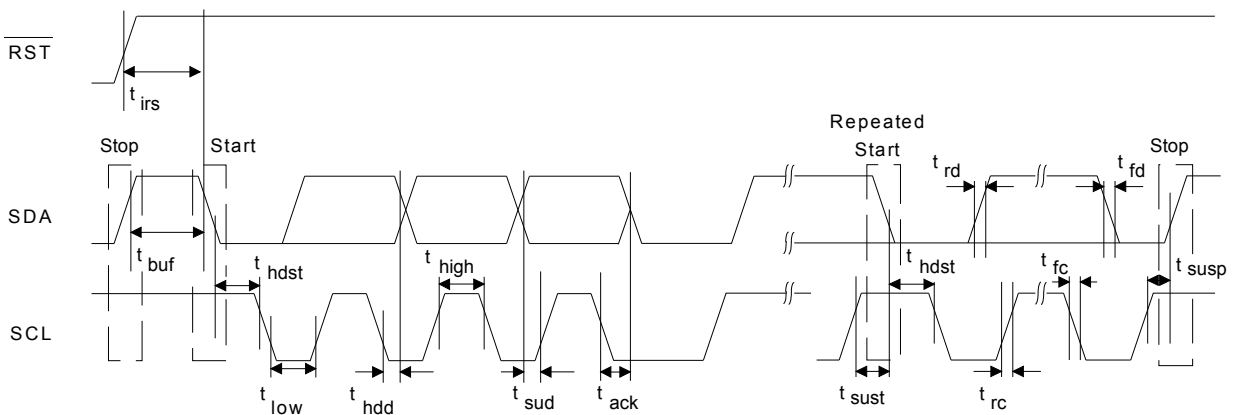 RST
t irs
Repeated
Stop Start Start Stop
t rd t fd
SDA
t buf t hdst t high t hdst t fc t susp
SCL
t low t hdd t sud t ack t sust t rc